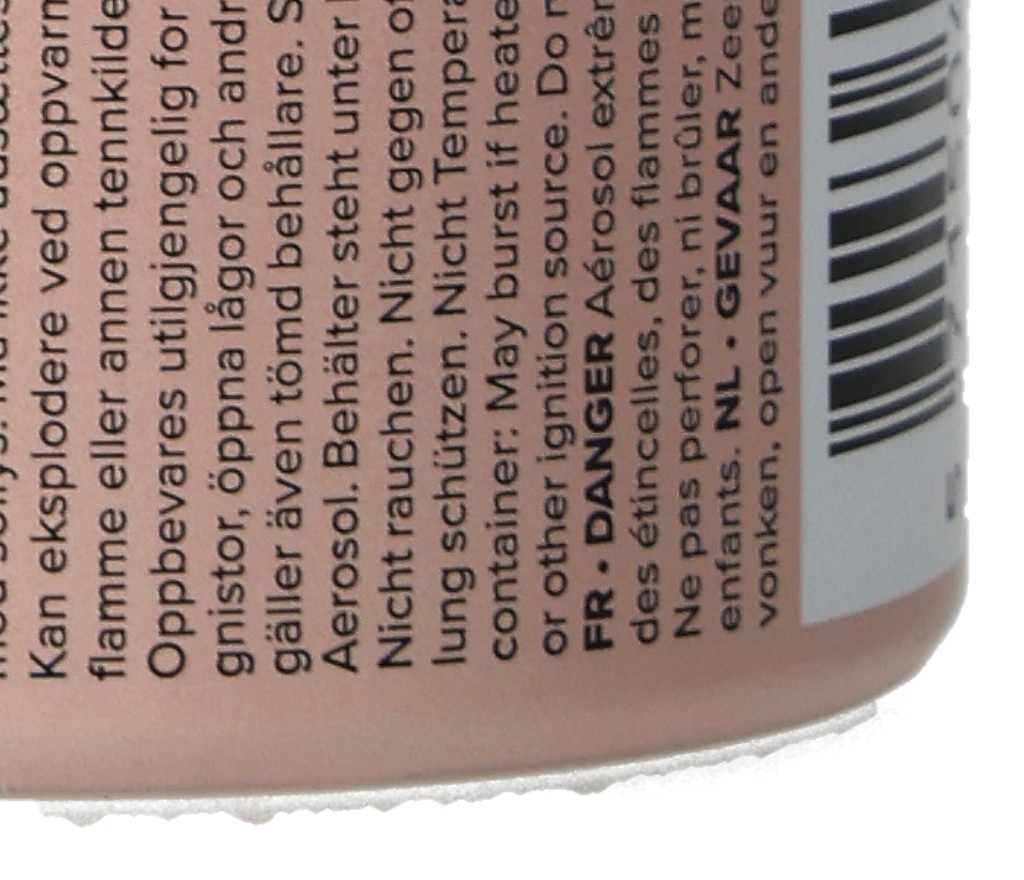 Kan eksplodere ved oppvarm
flamme eller annen tennkilde
Oppbevares utilgjengelig for
gnistor, öppna lågor och andr
gäller även tömd behållare. S
Aerosol. Behälter steht unter
Nicht rauchen. Nicht gegen of
lung schützen. Nicht Tempera
container: May burst if heate
or other ignition source. Do n
FR • DANGER Aérosol extrêm
des étincelles, des flammes
Ne pas perforer, ni brûler, m
enfants. NL • GEVAAR Zee
vonken, open vuur en ande